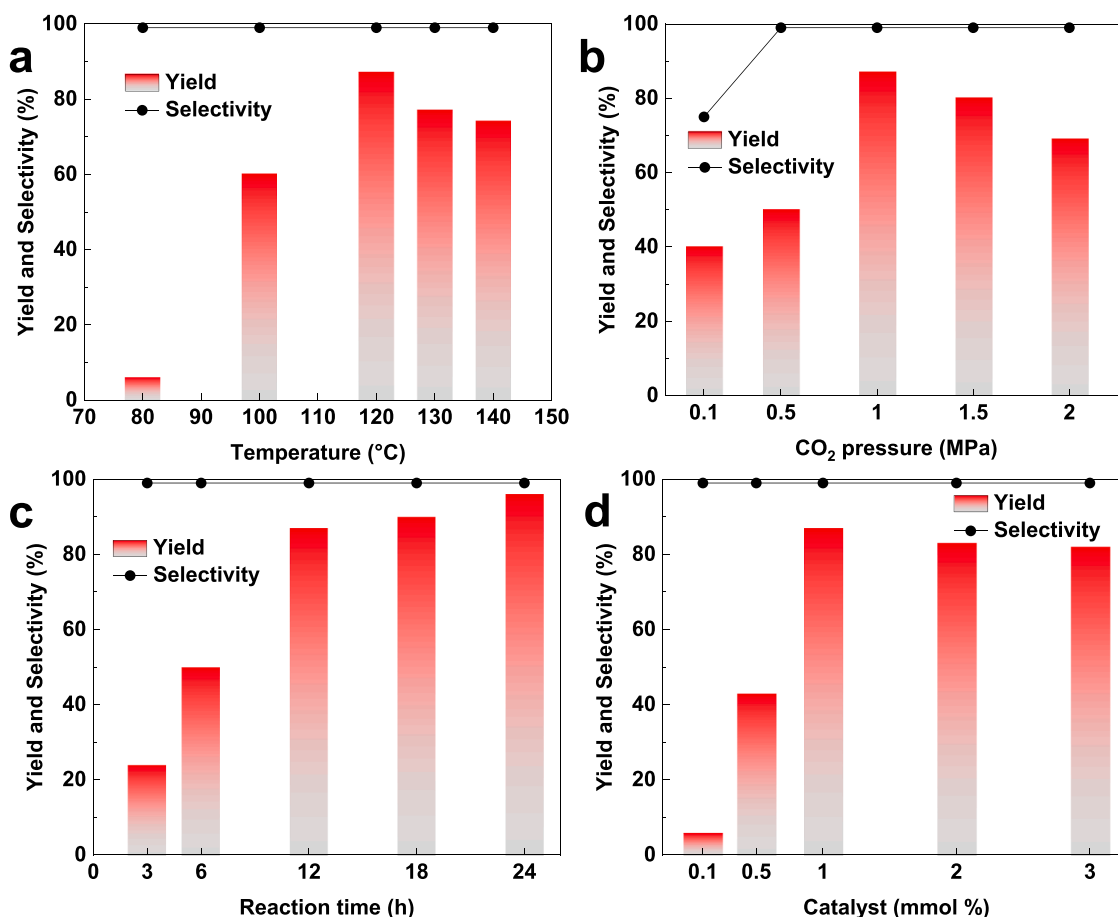 a
Yield and Selectivity (%)
100
80
60
40
20
0
Yield
Selectivity
70 80 90 100 110 120 130 140 150
Temperature (°C)
b
Yield and Selectivity (%)
100
80
60
40
20
0
Yield
Selectivity
0.1 0.5 1 1.5 2
CO₂ pressure (MPa)
c
Yield and Selectivity (%)
100
80
60
40
20
0
Yield
Selectivity
0 3 6 12 18 24
Reaction time (h)
d
Yield and Selectivity (%)
100
80
60
40
20
0
Yield
Selectivity
0.1 0.5 1 2 3
Catalyst (mmol %)